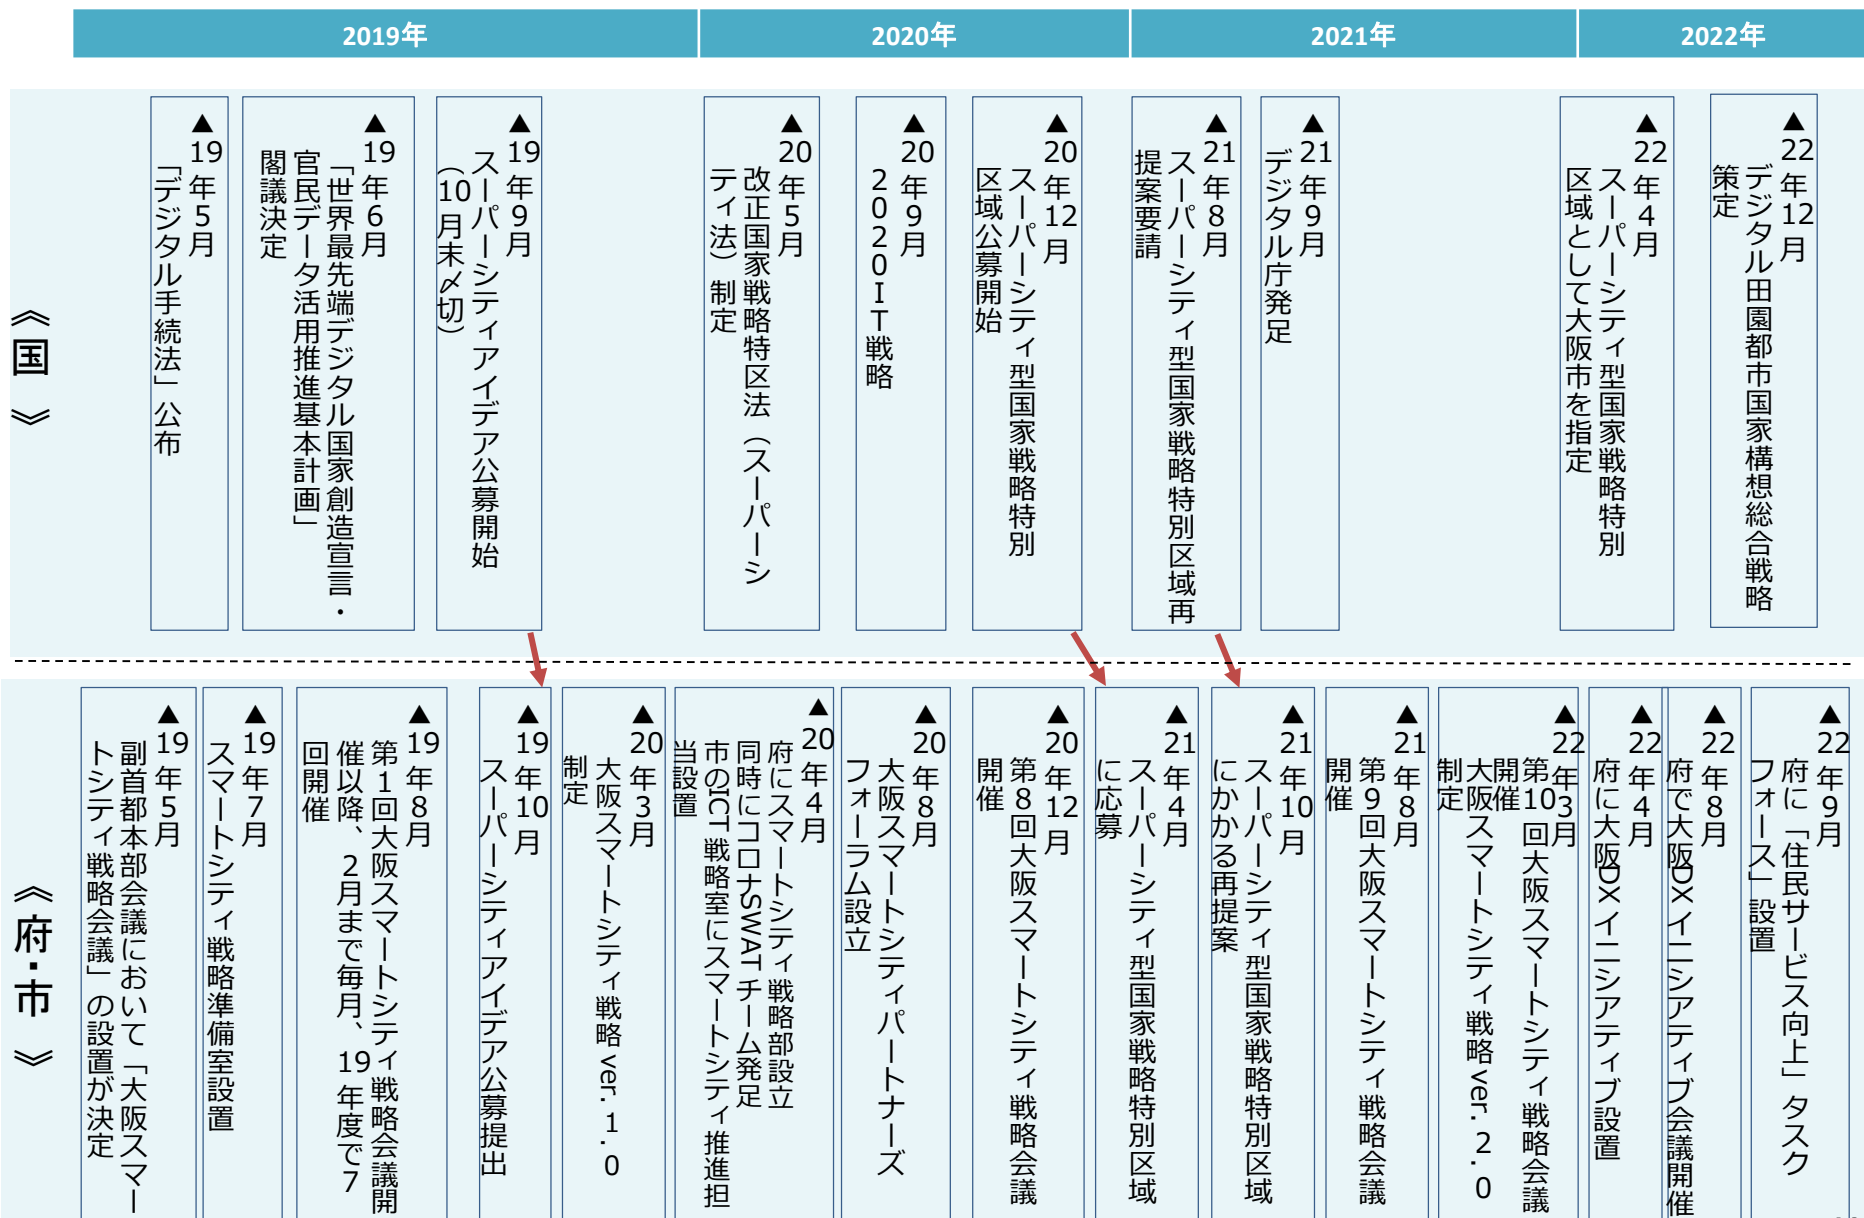 2019年
2020年
2021年
2022年
《国》
▲19年5月
「デジタル手続法」公布
▲19年6月
「世界最先端デジタル国家創造宣言・
官民データ活用推進基本計画」
閣議決定
▲19年9月
スーパーシティアイデア公募開始
(10月末〆切)
▲20年5月
改正国家戦略特区法(スーパーシ
ティ法)制定
▲20年9月
2020IT戦略
▲20年12月
スーパーシティ型国家戦略特別
区域公募開始
▲21年8月
スーパーシティ型国家戦略特別区域再
提案要請
▲21年9月
デジタル庁発足
▲22年4月
スーパーシティ型国家戦略特別
区域として大阪市を指定
▲22年12月
デジタル田園都市国家構想総合戦略
策定
《府・市》
▲19年5月
副首都本部会議において「大阪スマー
トシティ戦略会議」の設置が決定
▲19年7月
スマートシティ戦略準備室設置
▲19年8月
第1回大阪スマートシティ戦略会議開
催以降、2月まで毎月、19年度で7
回開催
▲19年10月
スーパーシティアイデア公募提出
▲20年3月
大阪スマートシティ戦略ver.1.0
制定
▲20年4月
府にスマートシティ戦略部設立
同時にコロナSWATチーム発足
市のICT戦略室にスマートシティ推進担
当設置
▲20年8月
大阪スマートシティパートナーズ
フォーラム設立
▲20年12月
第8回大阪スマートシティ戦略会議
開催
▲21年4月
スーパーシティ型国家戦略特別区域
に応募
▲21年10月
スーパーシティ型国家戦略特別区域
にかかる再提案
▲21年8月
第9回大阪スマートシティ戦略会議
開催
▲22年3月
第10回大阪スマートシティ戦略会議
開催
大阪スマートシティ戦略ver.2.0
制定
▲22年4月
府に大阪DXイニシアティブ設置
▲22年8月
府で大阪DXイニシアティブ会議開催
▲22年9月
府に「住民サービス向上」タスク
フォース」設置